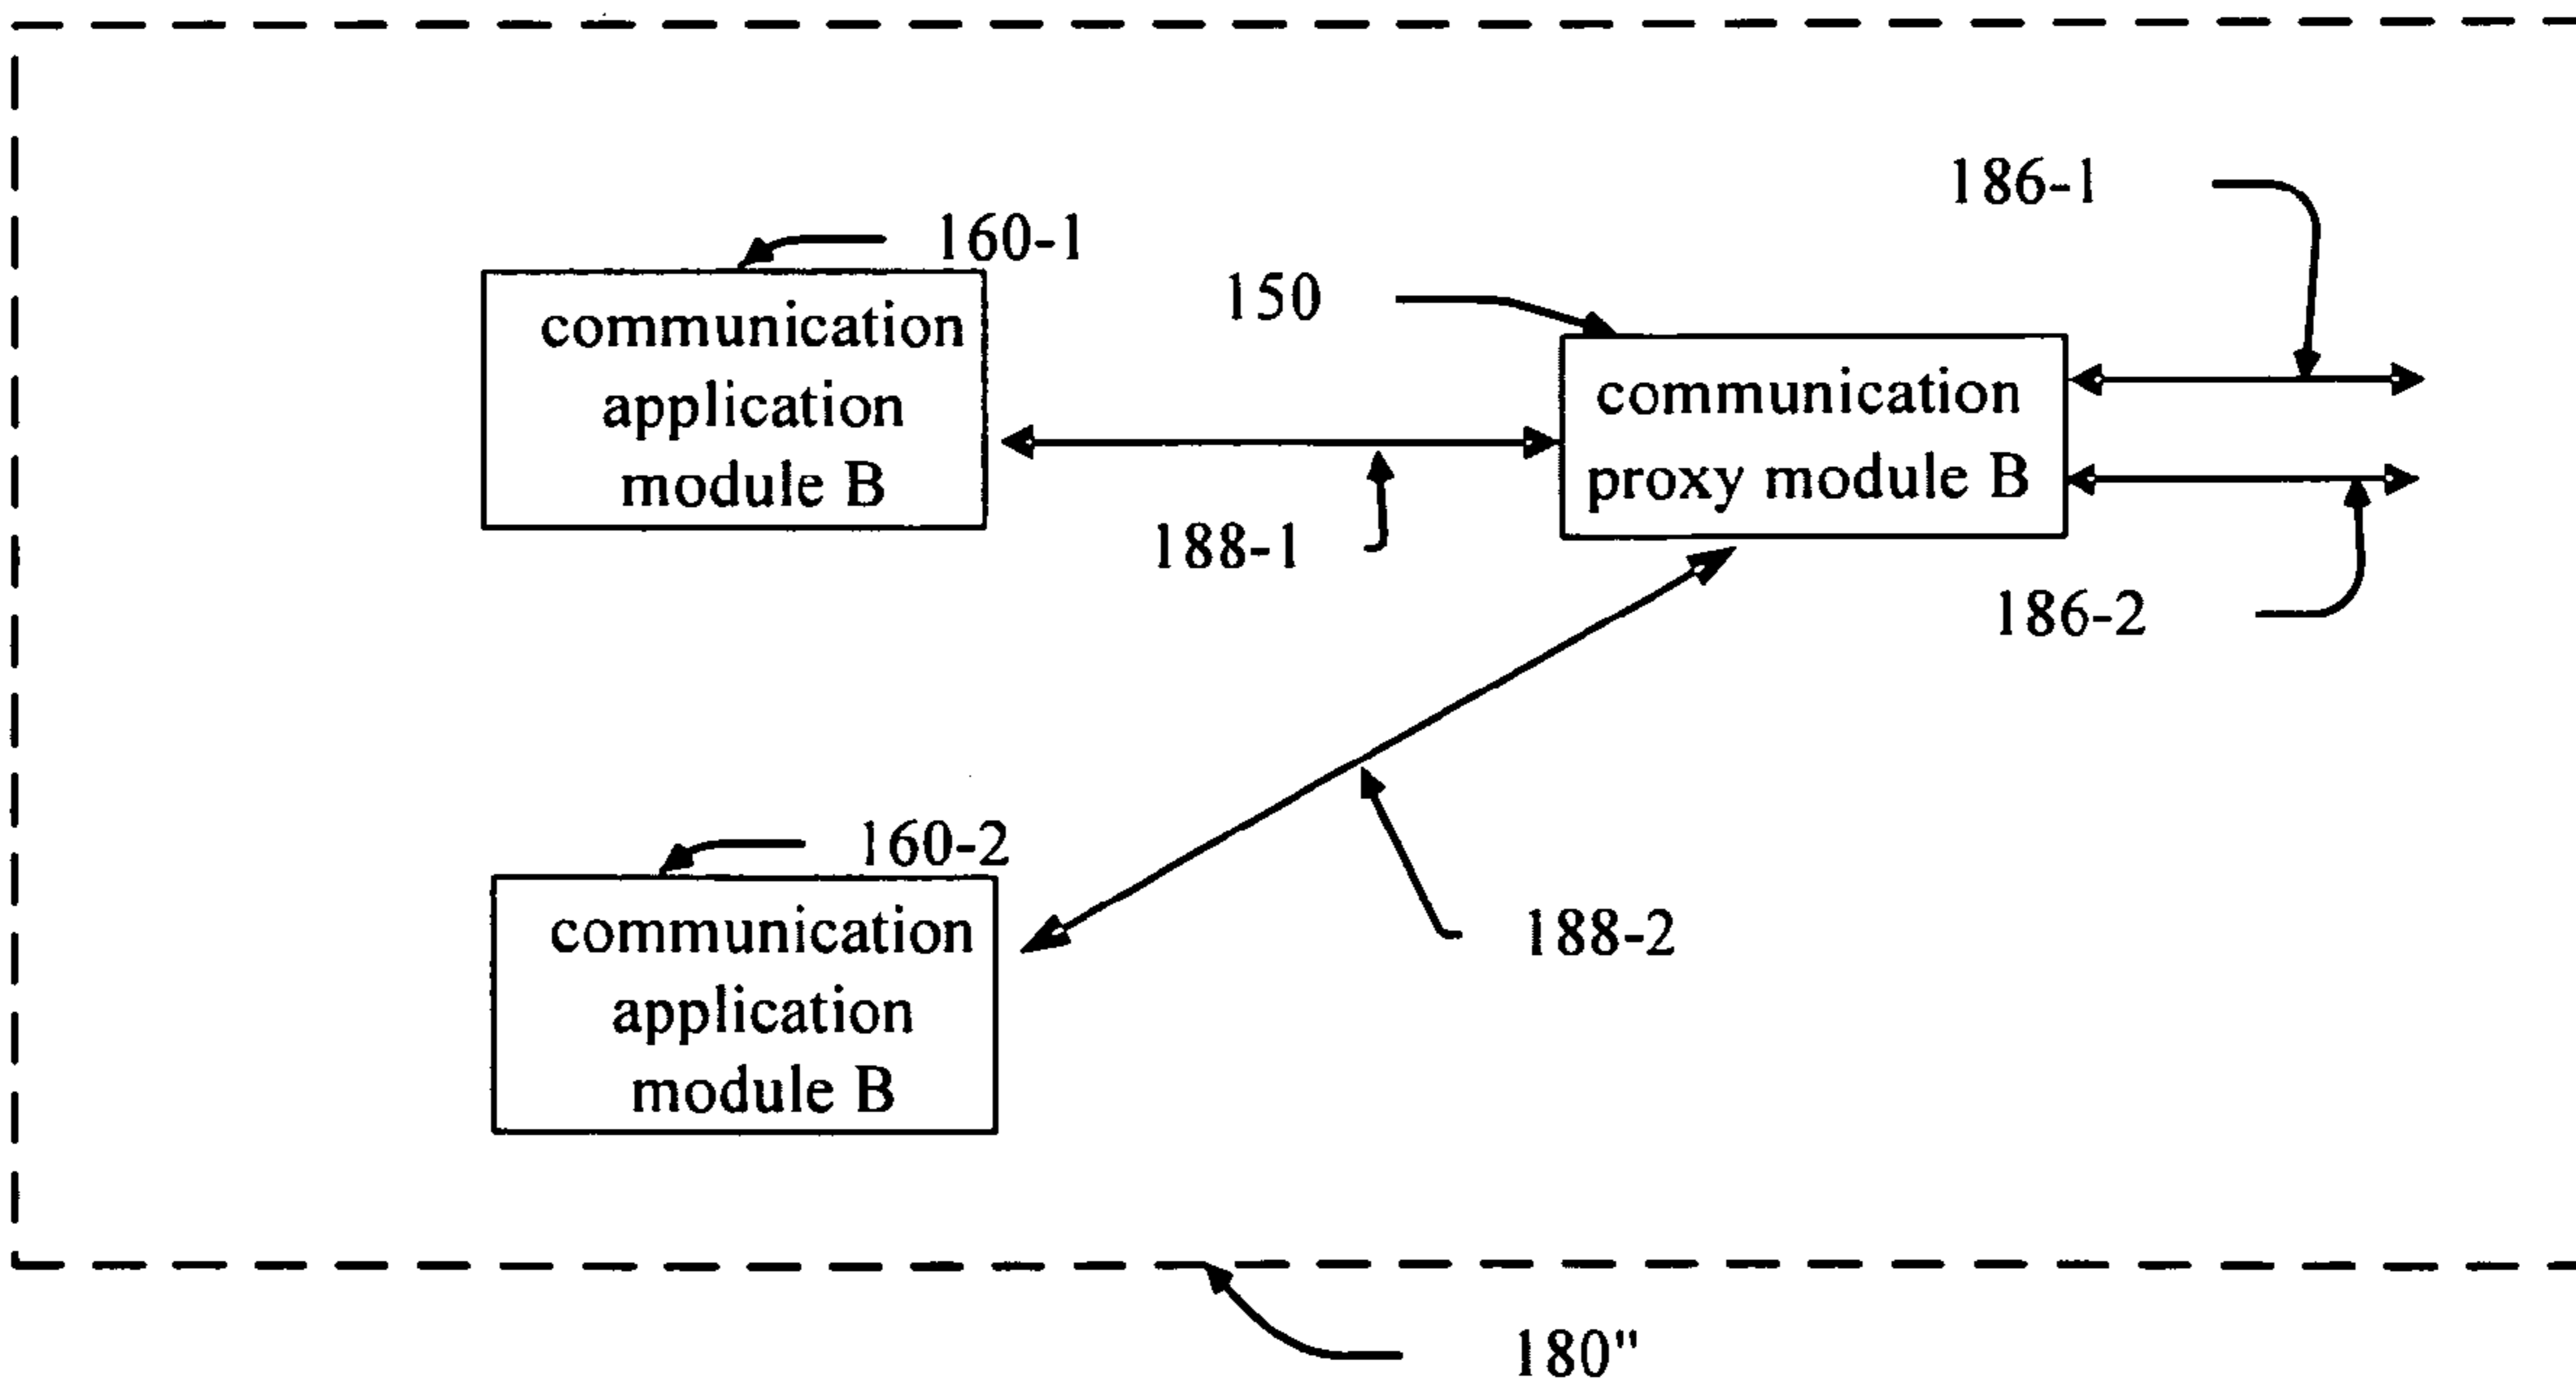 186-1
160-1
150
communication
application
module B
communication
proxy module B
188-1
186-2
160-2
188-2
communication
application
module B
180"